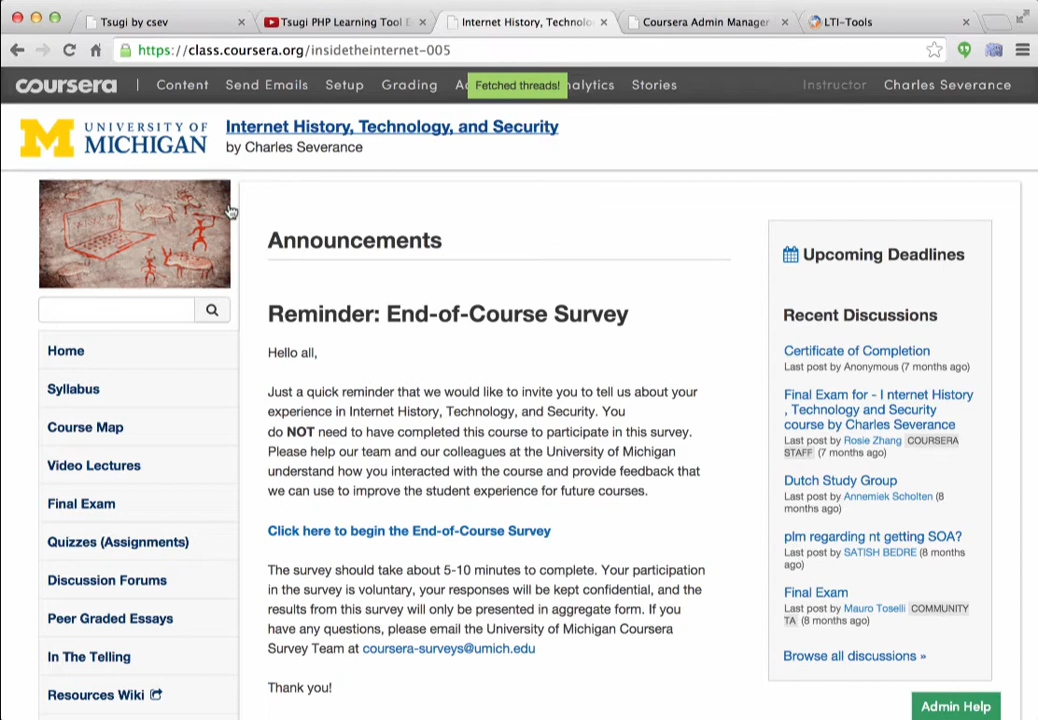 Tsugi by csev
Tsugi PHP Learning Tool E
Internet History, Technolo
Coursera Admin Manager
LTI-Tools
https://class.coursera.org/insidetheinternet-005
coursera | Content Send Emails Setup Grading A Fetched threads! nalytics Stories Instructor Charles Severance
M UNIVERSITY OF
MICHIGAN
Internet History, Technology, and Security
by Charles Severance
Home
Syllabus
Course Map
Video Lectures
Final Exam
Quizzes (Assignments)
Discussion Forums
Peer Graded Essays
In The Telling
Resources Wiki
Announcements
Reminder: End-of-Course Survey
Hello all,
Just a quick reminder that we would like to invite you to tell us about your
experience in Internet History, Technology, and Security. You
do NOT need to have completed this course to participate in this survey.
Please help our team and our colleagues at the University of Michigan
understand how you interacted with the course and provide feedback that
we can use to improve the student experience for future courses.
Click here to begin the End-of-Course Survey
The survey should take about 5-10 minutes to complete. Your participation
in the survey is voluntary, your responses will be kept confidential, and the
results from this survey will only be presented in aggregate form. If you
have any questions, please email the University of Michigan Coursera
Survey Team at coursera-surveys@umich.edu
Thank you!
Upcoming Deadlines
Recent Discussions
Certificate of Completion
Last post by Anonymous (7 months ago)
Final Exam for - I nternet History
, Technology and Security
course by Charles Severance
Last post by Rosie Zhang COURSERA
STAFF (7 months ago)
Dutch Study Group
Last post by Annemiek Scholten (8
months ago)
plm regarding nt getting SOA?
Last post by SATISH BEDRE (8 months
ago)
Final Exam
Last post by Mauro Toselli COMMUNITY
TA (8 months ago)
Browse all discussions »
Admin Help